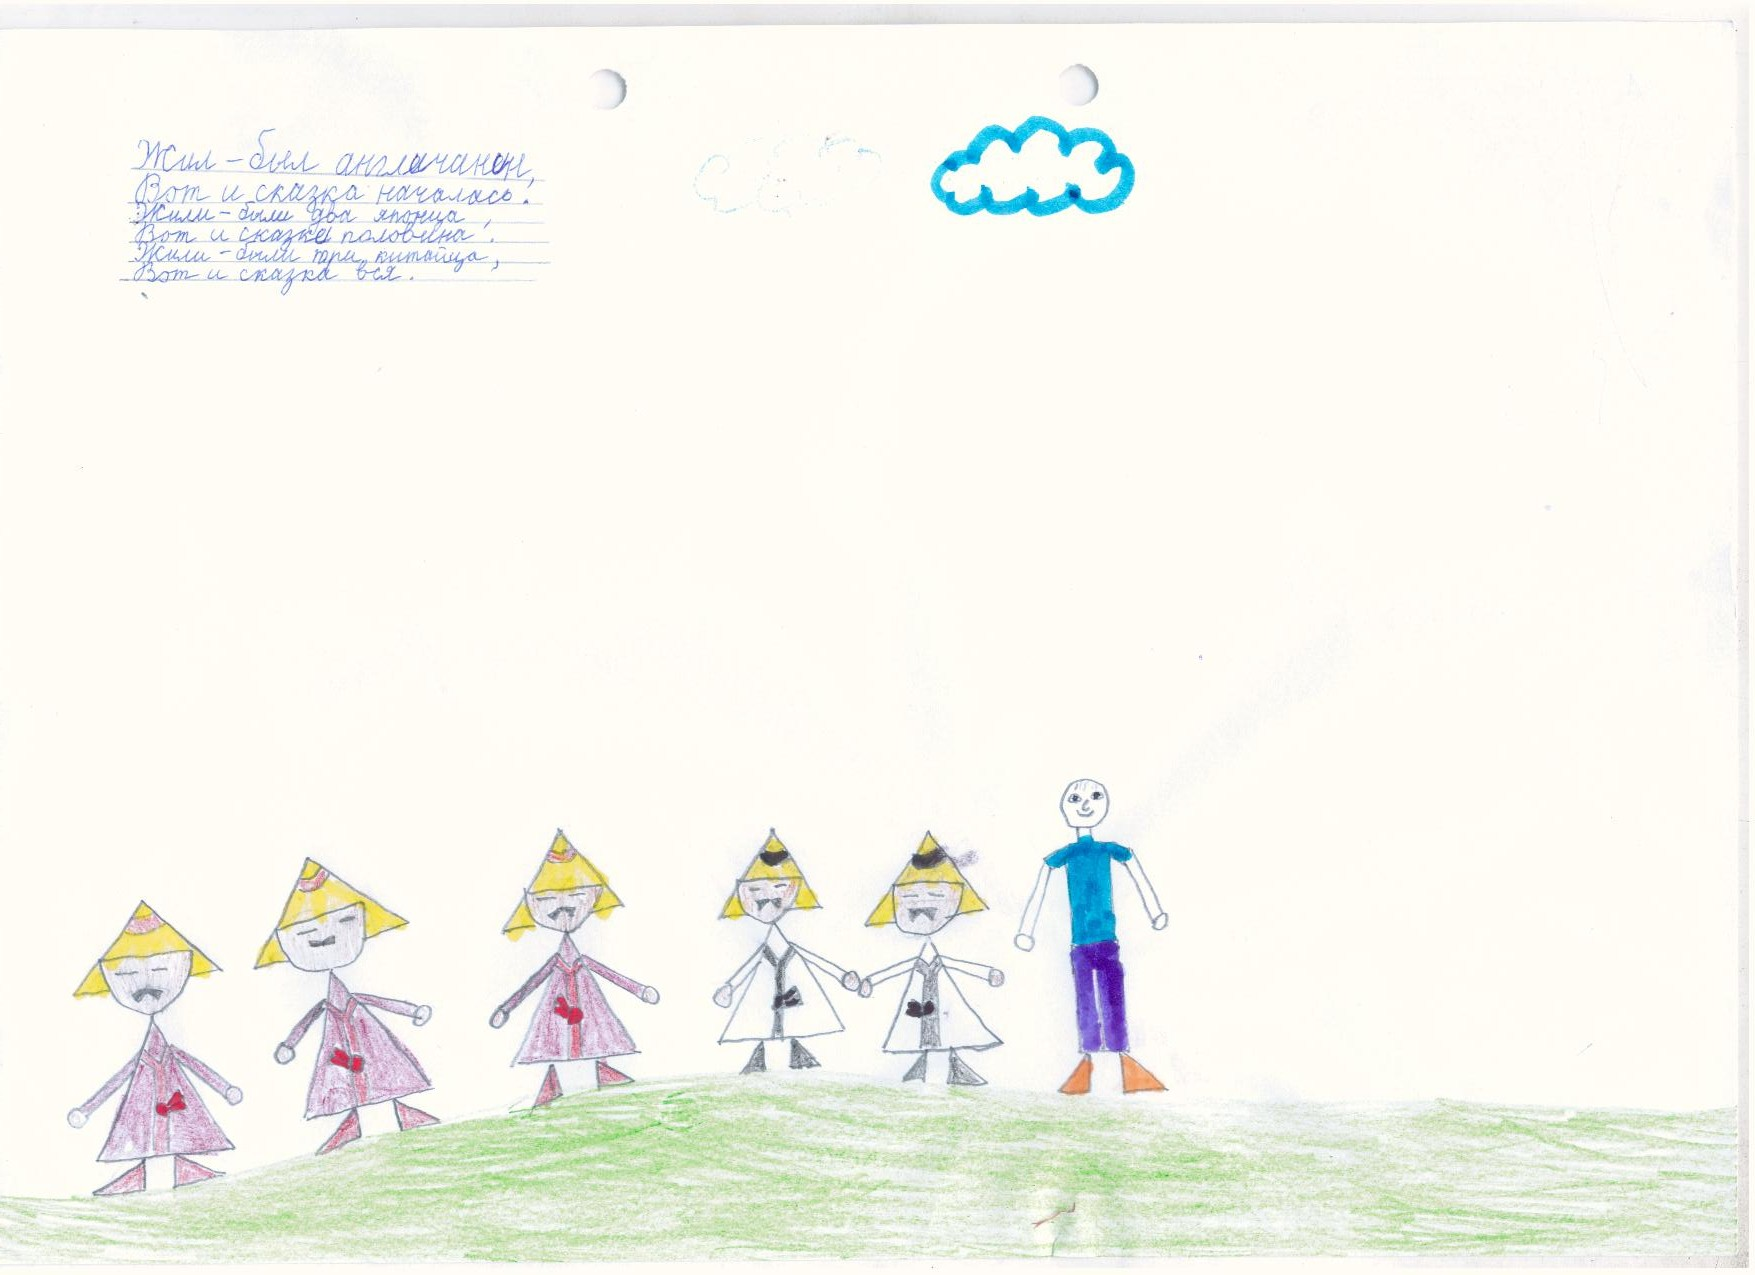 Жил-был англичанин,
Вот и сказка началась.
Жили-были два японца,
Вот и сказки половина.
Жили-были три китайца,
Вот и сказка вся.